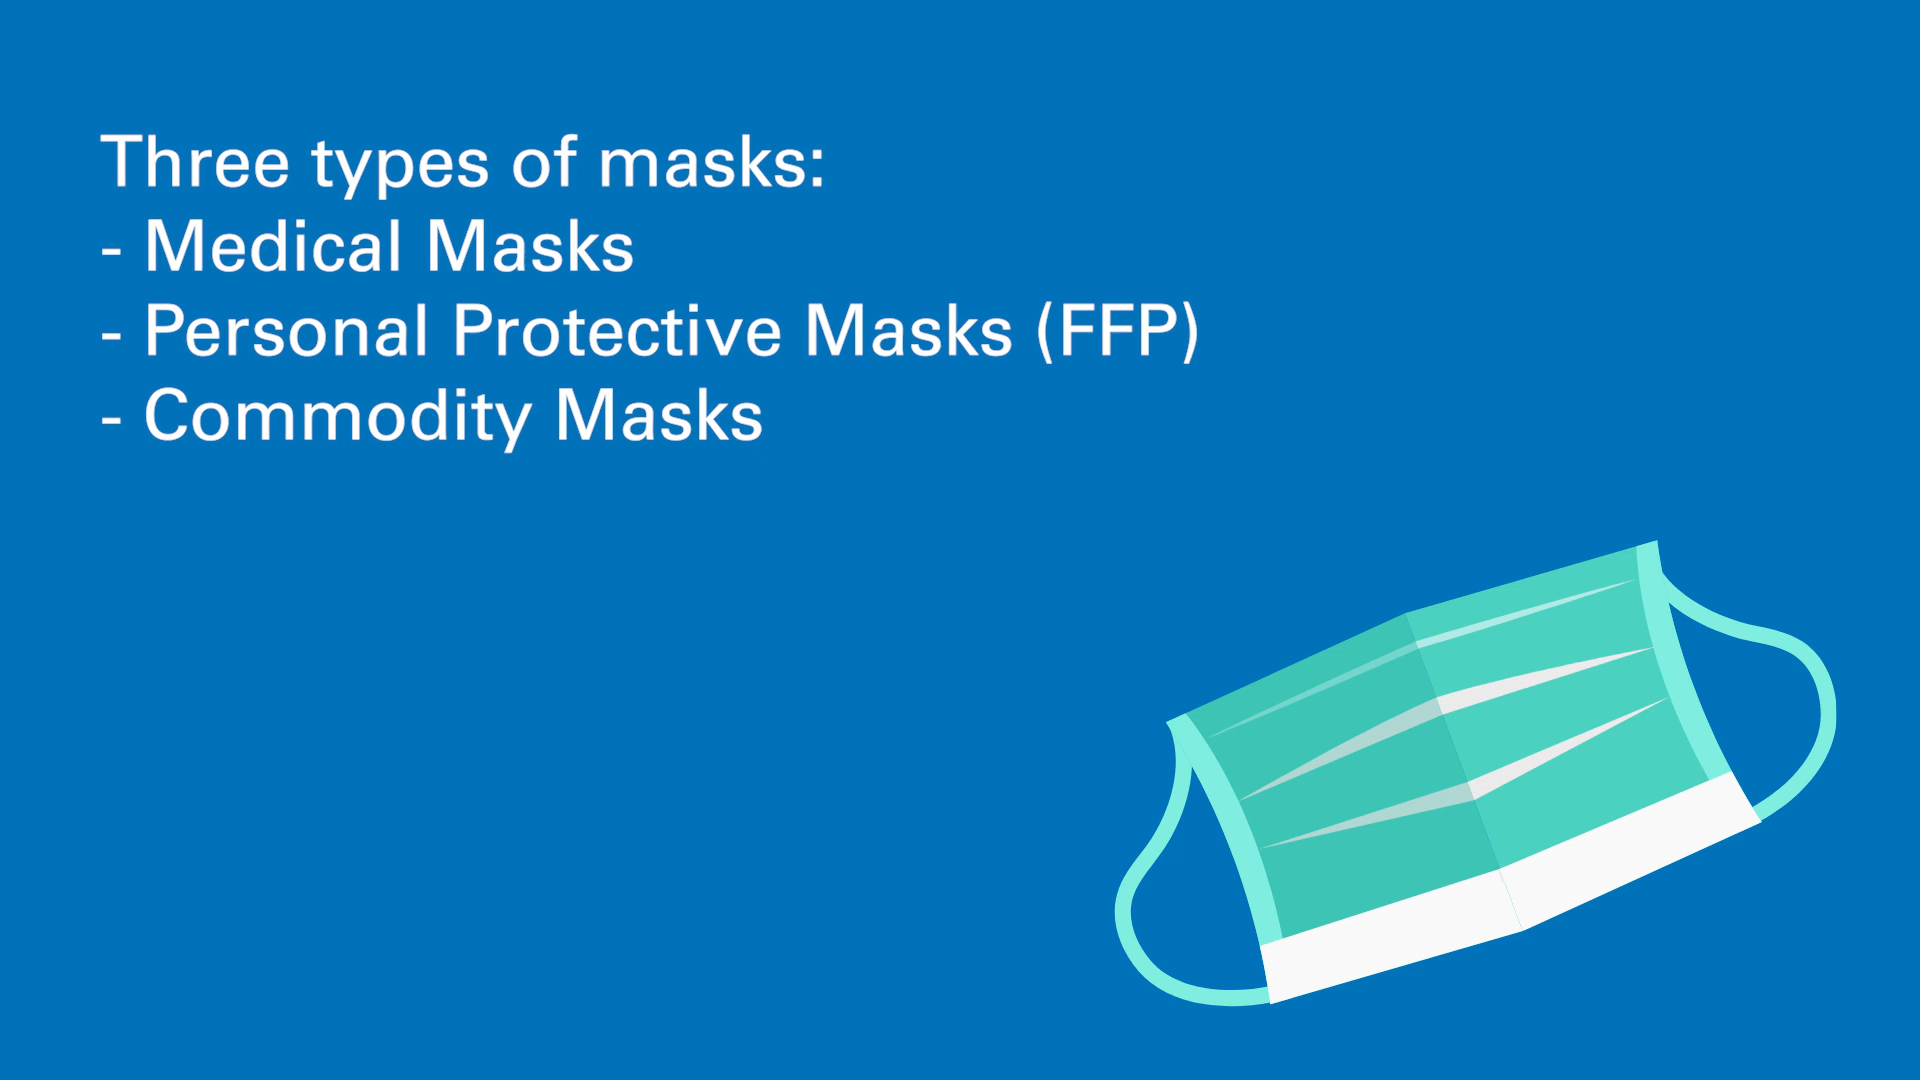 Three types of masks:
- Medical Masks
- Personal Protective Masks (FFP)
- Commodity Masks